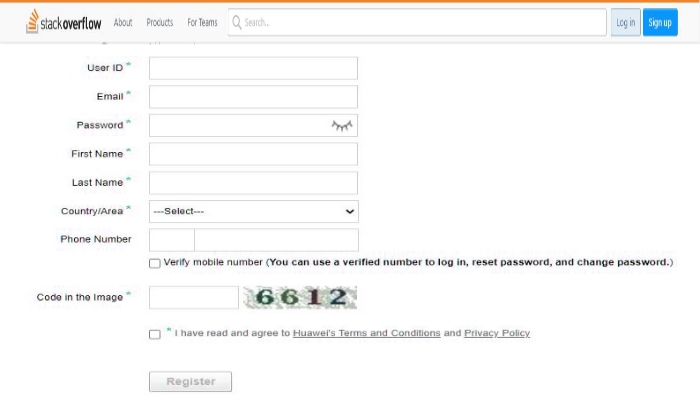 stackoverflow About Products For Teams Search... Log in Sign up
User ID *
Email *
Password *
First Name *
Last Name *
Country/Area * ---Select---
Phone Number
Verify mobile number (You can use a verified number to log in, reset password, and change password.)
Code in the Image * 6612
* I have read and agree to Huawei's Terms and Conditions and Privacy Policy
Register